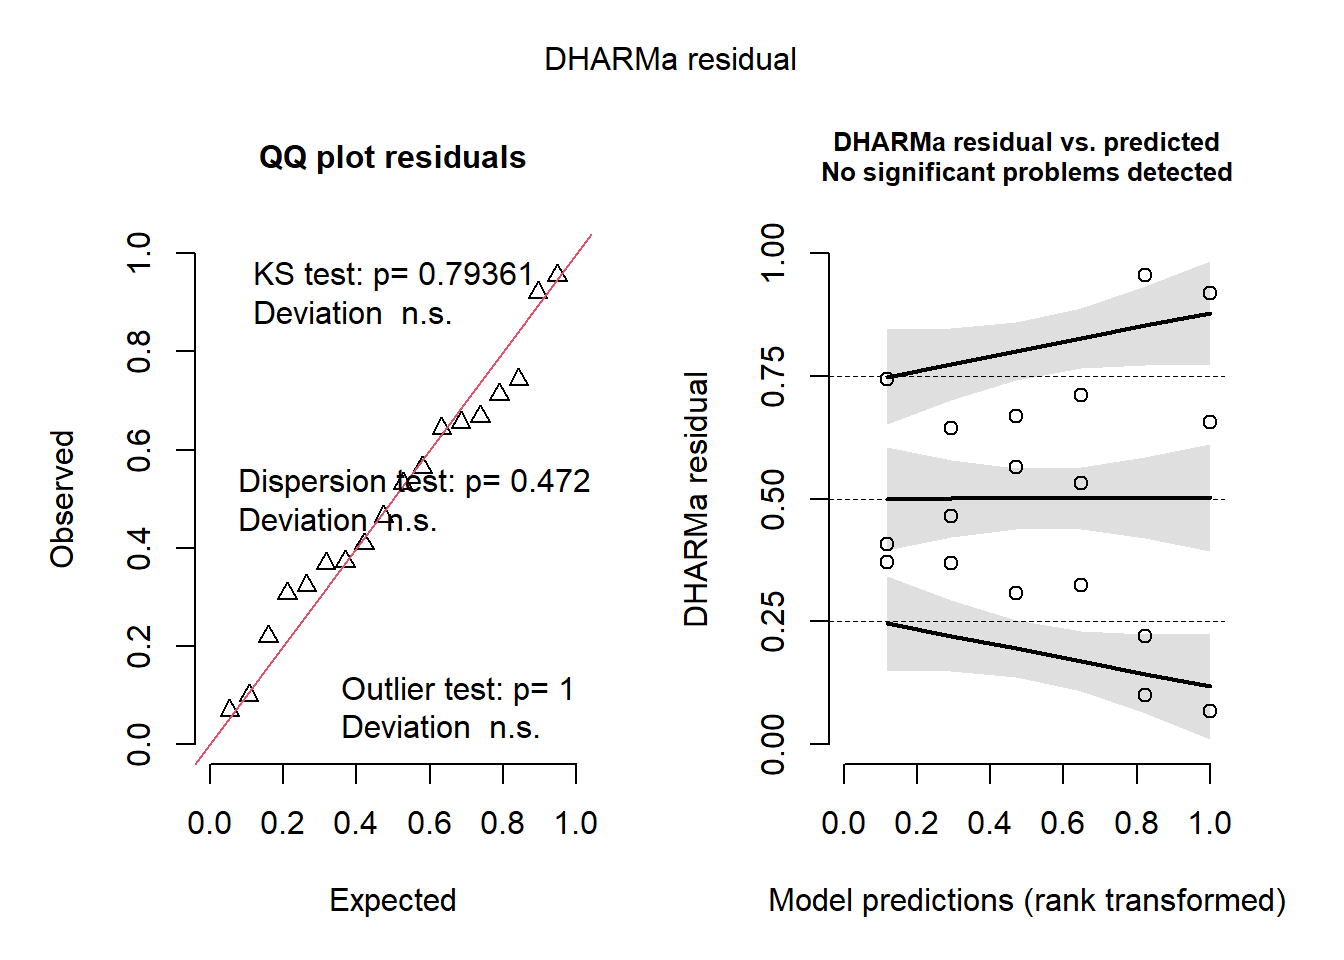 DHARMa residual
QQ plot residuals
KS test: p= 0.79361
Deviation  n.s.
Dispersion test: p= 0.472
Deviation  n.s.
Outlier test: p= 1
Deviation  n.s.
Observed
0.0 0.2 0.4 0.6 0.8 1.0
0.0 0.2 0.4 0.6 0.8 1.0
Expected
DHARMa residual vs. predicted
No significant problems detected
DHARMa residual
0.00 0.25 0.50 0.75 1.00
0.0 0.2 0.4 0.6 0.8 1.0
Model predictions (rank transformed)